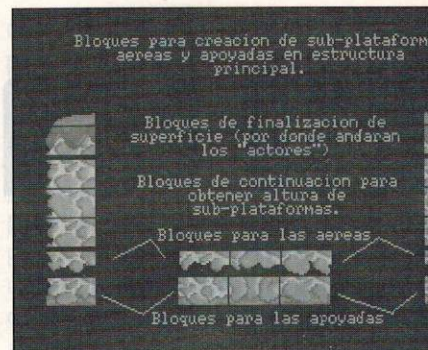 Bloques para creacion de sub-plataform
aereas y apoyadas en estructura
principal.
Bloques de finalizacion de
superficie (por donde andaran
los "actores")
Bloques de continuacion para
obtener altura de
sub-plataformas.
Bloques para las aereas
Bloques para las apoyadas